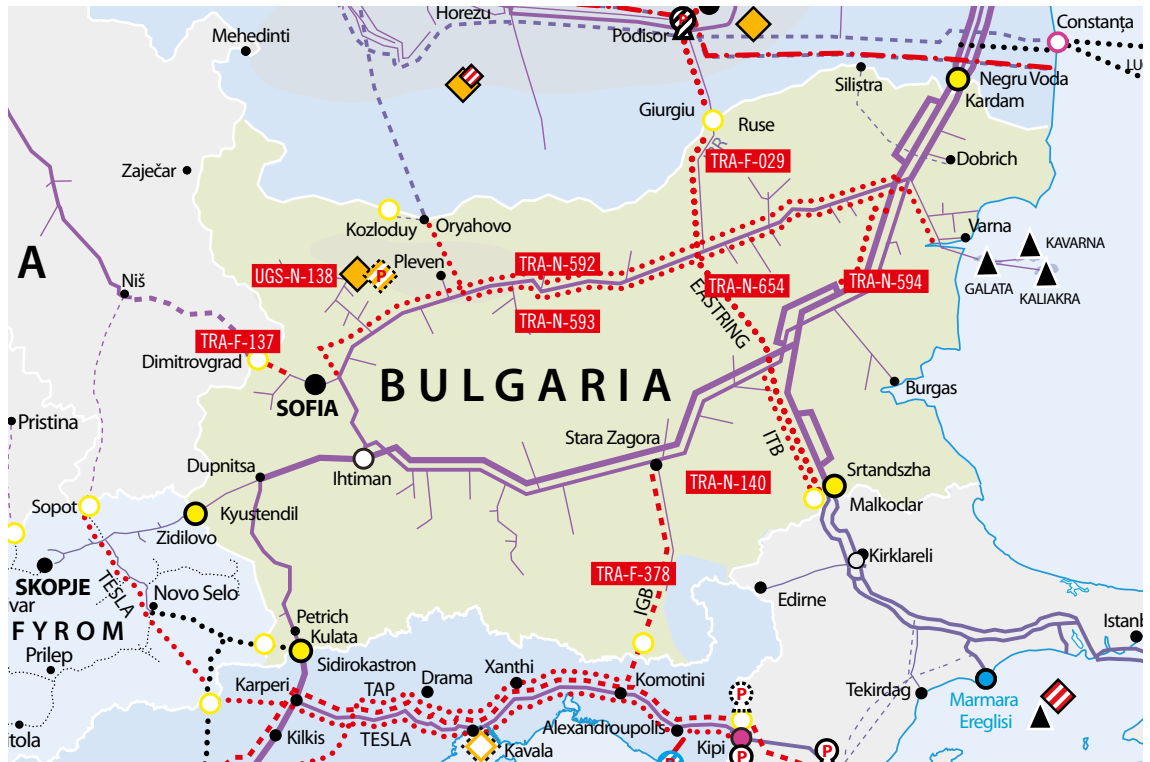 Horezu
Mehedinti
Podisor
P
Constanța
LU
Silistra
Negru Voda
Kardam
Giurgiu
Ruse
TRA-F-029
Dobrich
Zaječar
Kozloduy
Oryahovo
Varna
KAVARNA
A
Niš
UGS-N-138
P
Pleven
TRA-N-592
TRA-N-654
TRA-N-594
GALATA
KALIAKRA
TRA-N-593
EASTRING
TRA-F-137
Dimitrovgrad
BULGARIA
SOFIA
Burgas
Pristina
Stara Zagora
ITB
Dupnitsa
Ihtiman
TRA-N-140
Srtandszha
Malkoclar
Sopot
Kyustendil
Zidilovo
SKOPJE
TESLA
Kirklareli
TRA-F-378
IGB
Edirne
var
Novo Selo
FYROM
Petrich
Kulata
Prilep
Sidirokastron
Istanb
Karperi
TAP
Drama
Xanthi
Komotini
P
Tekirdag
Marmara
Ereglisi
tola
Kilkis
TESLA
Kavala
Alexandroupolis
Kipi
P
P
P